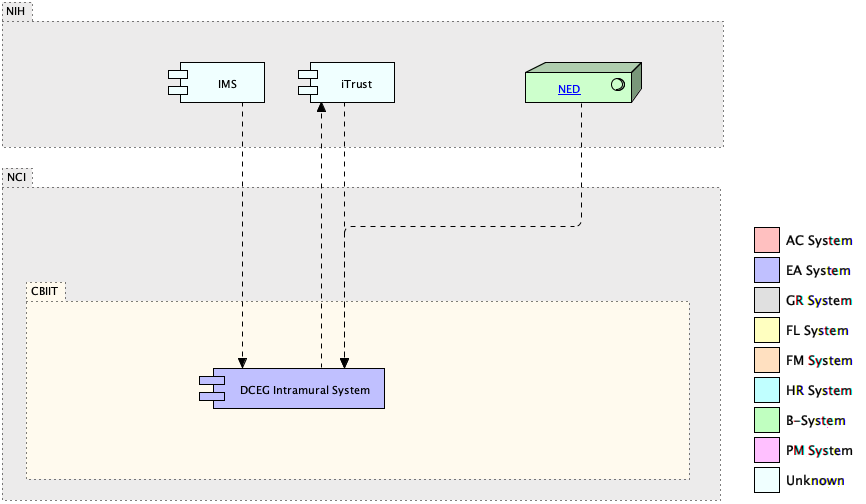 NIH
IMS
iTrust
NED
NCI
CBIIT
DCEG Intramural System
AC System
EA System
GR System
FL System
FM System
HR System
B-System
PM System
Unknown